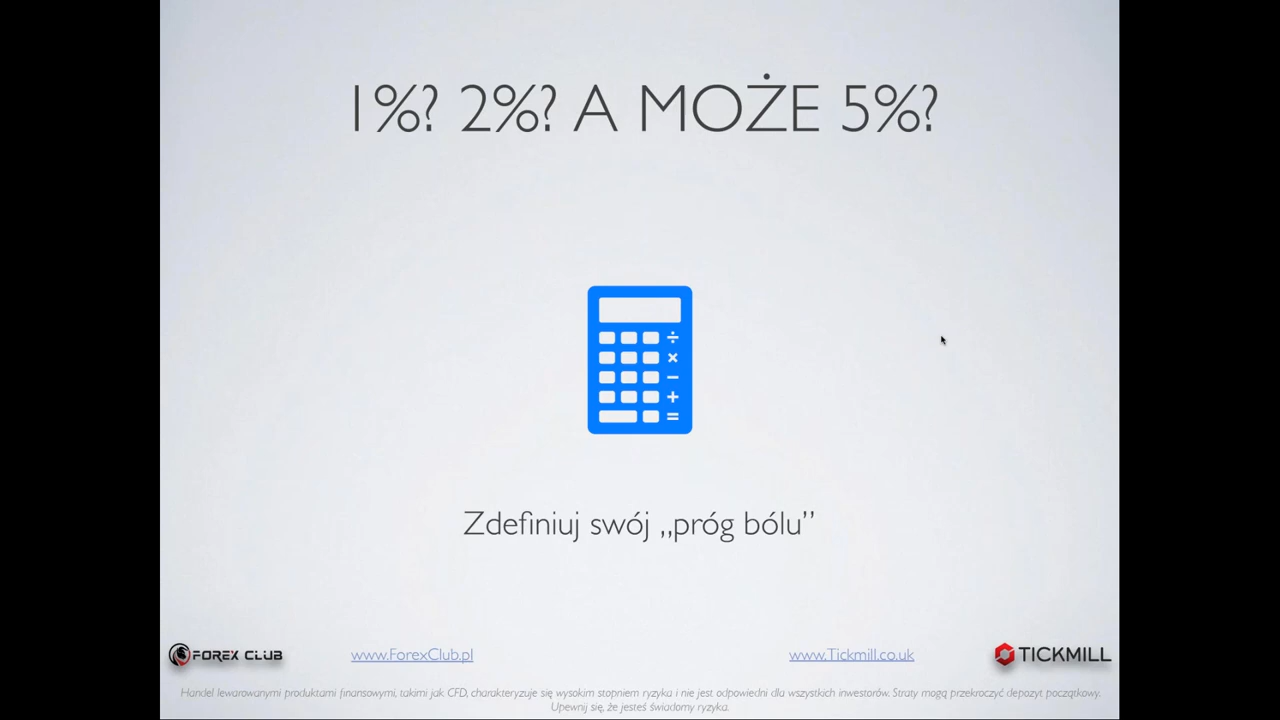 1%? 2%? A MOŻE 5%?
÷
×
−
+
=
Zdefiniuj swój „próg bólu”
FOREX CLUB www.ForexClub.pl www.Tickmill.co.uk TICKMILL
Handel lewarowanymi produktami finansowymi, takimi jak CFD, charakteryzuje się wysokim stopniem ryzyka i nie jest odpowiedni dla wszystkich inwestorów. Straty mogą przekroczyć depozyt początkowy.
Upewnij się, że jesteś świadomy ryzyka.